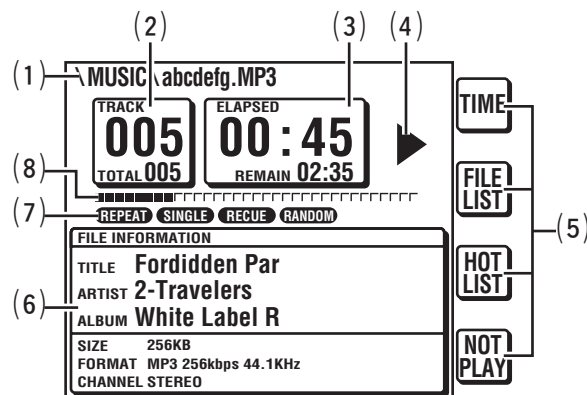 (2) (3) (4)
(1) \MUSIC\abcdefg.MP3
TRACK
005
TOTAL 005
ELAPSED
00:45
REMAIN 02:35
TIME
(8)
FILE LIST
(7) REPEAT SINGLE RECUE RANDOM
(5)
FILE INFORMATION
TITLE Fordidden Par
ARTIST 2-Travelers
(6)
ALBUM White Label R
HOT LIST
SIZE 256KB
FORMAT MP3 256kbps 44.1KHz
CHANNEL STEREO
NOT PLAY